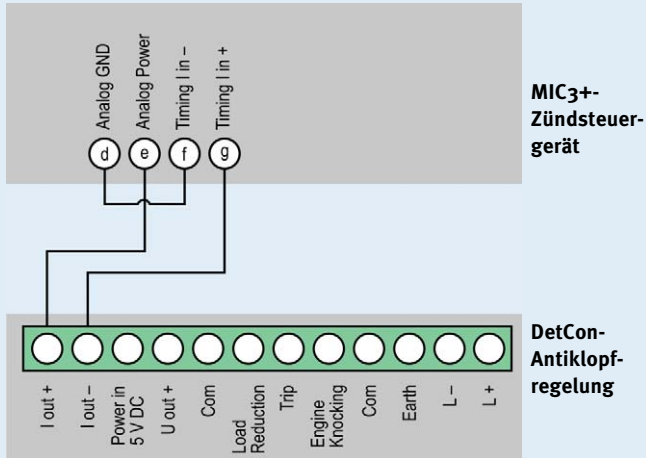 Analog GND
Analog Power
Timing I in –
Timing I in +
d
e
f
g
MIC3+-
Zündsteuer-
gerät
DetCon-
Antiklopf-
regelung
I out +
I out –
Power in
5 V DC
U out +
Com
Load
Reduction
Trip
Engine
Knocking
Com
Earth
L –
L +